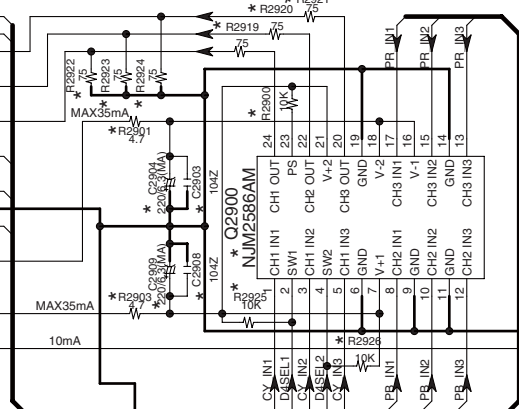 * R2920
75
* R2919
75
75
R2922
75
* R2923
75
* R2924
75
MAX35mA
* R2901
4.7
* R2900
10K
PR IN1
PR IN2
PR IN3
24
23
22
21
20
19
18
17
16
15
14
13
CH1 OUT
PS
CH2 OUT
V+2
CH3 OUT
GND
V-2
CH3 IN1
V-1
CH3 IN2
GND
CH3 IN3
C2904
220/6.3(MA)
* C2903
104Z
* Q2900
* NJM2586AM
CH1 IN1
SW1
CH1 IN2
SW2
CH1 IN3
GND
V+1
CH2 IN1
GND
CH2 IN2
GND
CH2 IN3
1
2
3
4
5
6
7
8
9
10
11
12
C2909
* 220/6.3(MA)
* C2908
104Z
MAX35mA
* R2903
4.7
R2925
10K
10mA
* R2926
10K
CY IN1
D4SEL1
CY IN2
D4SEL2
CY IN3
PB IN1
PB IN2
PB IN3